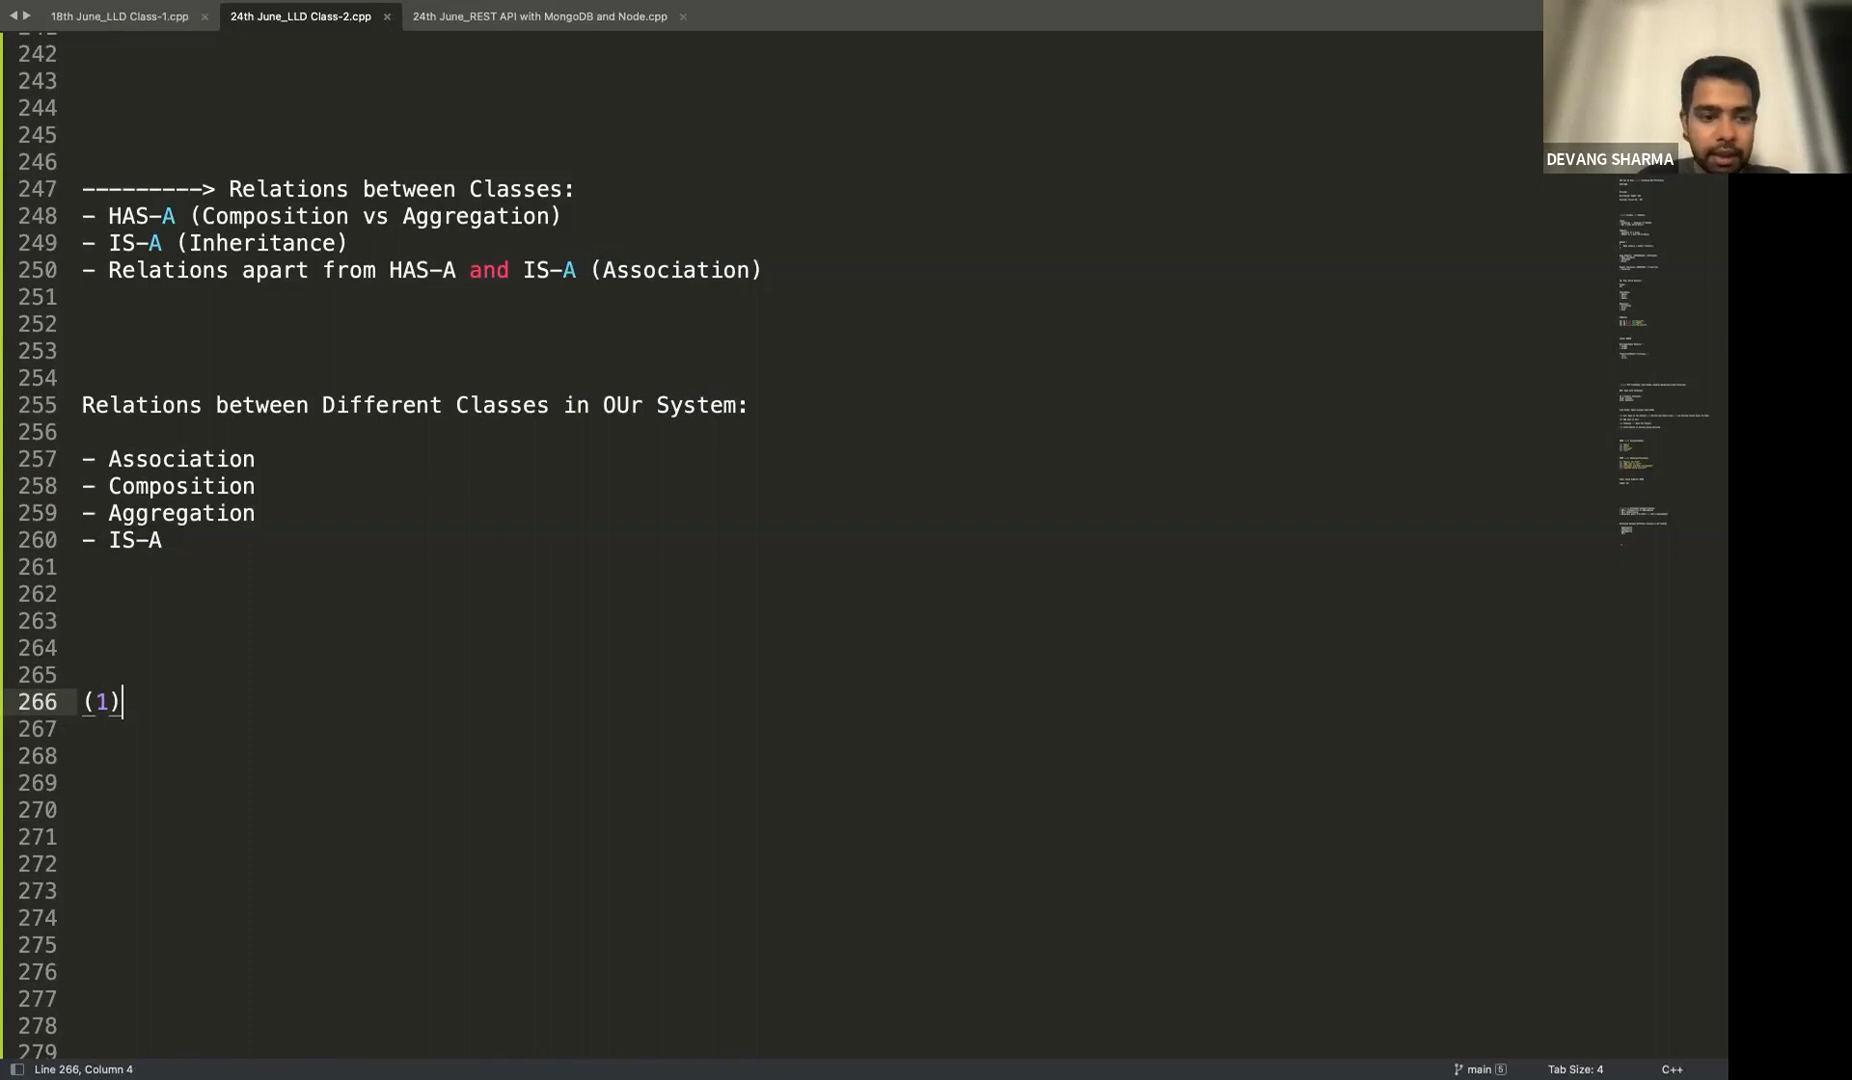 18th June_LLD Class-1.cpp
24th June_LLD Class-2.cpp
24th June_REST API with MongoDB and Node.cpp
DEVANG SHARMA
242
243
244
245
246
247 ---------> Relations between Classes:
248 - HAS-A (Composition vs Aggregation)
249 - IS-A (Inheritance)
250 - Relations apart from HAS-A and IS-A (Association)
251
252
253
254
255 Relations between Different Classes in OUr System:
256
257 - Association
258 - Composition
259 - Aggregation
260 - IS-A
261
262
263
264
265
266 (1)
267
268
269
270
271
272
273
274
275
276
277
278
279
Line 266, Column 4
main 5
Tab Size: 4
C++